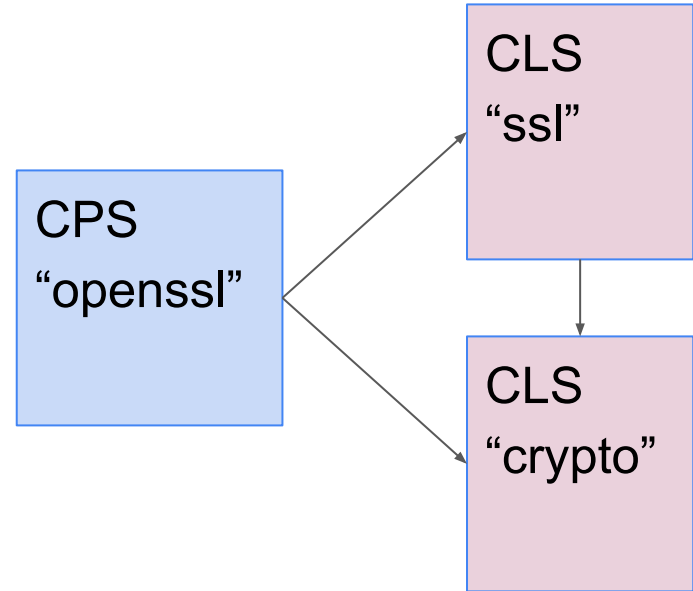 CPS
“openssl”
CLS
“ssl”
CLS
“crypto”